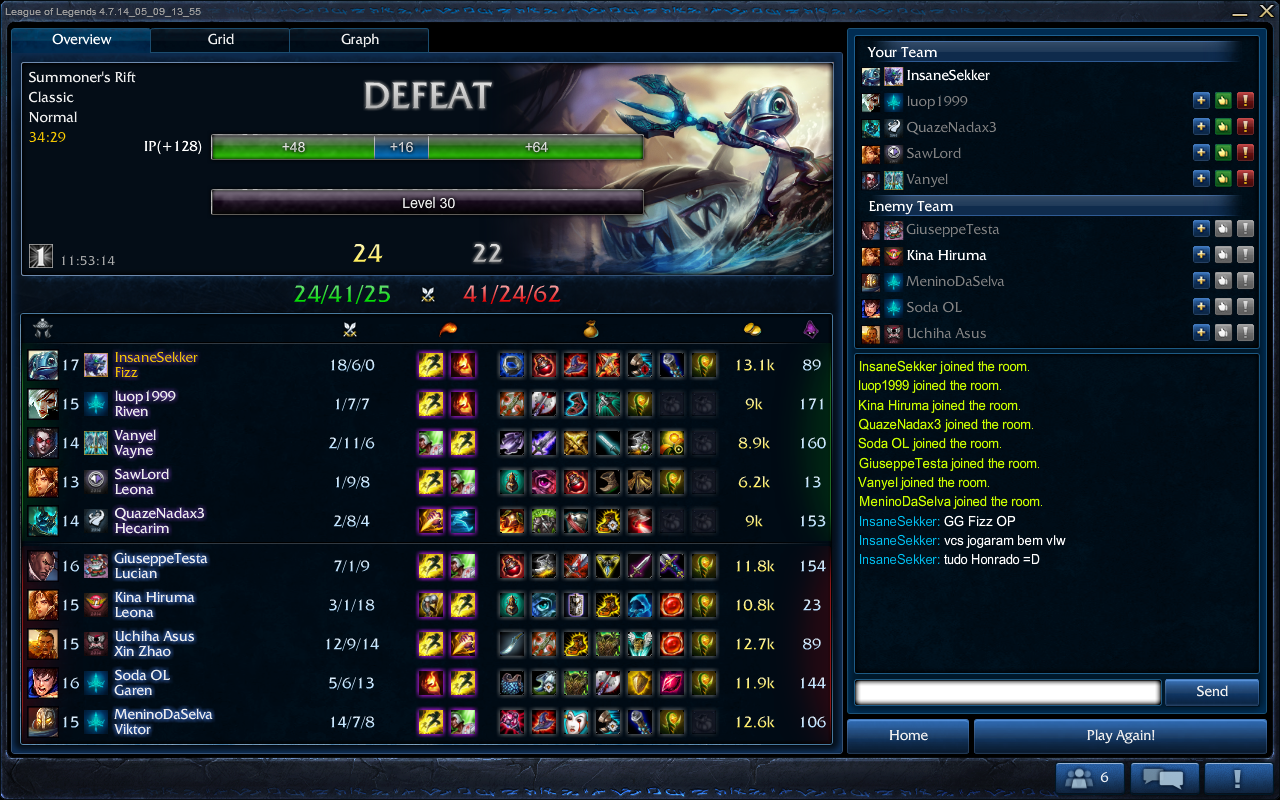 League of Legends 4.7.14_05_09_13_55
Overview
Grid
Graph
Summoner's Rift
Classic
Normal
34:29
DEFEAT
IP(+128)
+48
+16
+64
Level 30
1
11:53:14
24
22
24/41/25
41/24/62
17
InsaneSekker
Fizz
18/6/0
13.1k
89
15
luop1999
Riven
1/7/7
9k
171
14
Vanyel
Vayne
2/11/6
8.9k
160
13
SawLord
Leona
1/9/8
6.2k
13
14
QuazeNadax3
Hecarim
2/8/4
9k
153
16
GiuseppeTesta
Lucian
7/1/9
11.8k
154
15
Kina Hiruma
Leona
3/1/18
10.8k
23
15
Uchiha Asus
Xin Zhao
12/9/14
12.7k
89
16
Soda OL
Garen
5/6/13
11.9k
144
15
MeninoDaSelva
Viktor
14/7/8
12.6k
106
Your Team
InsaneSekker
luop1999
QuazeNadax3
SawLord
Vanyel
Enemy Team
GiuseppeTesta
Kina Hiruma
MeninoDaSelva
Soda OL
Uchiha Asus
InsaneSekker joined the room.
luop1999 joined the room.
Kina Hiruma joined the room.
QuazeNadax3 joined the room.
Soda OL joined the room.
GiuseppeTesta joined the room.
Vanyel joined the room.
MeninoDaSelva joined the room.
InsaneSekker: GG Fizz OP
InsaneSekker: vcs jogaram bem vlw
InsaneSekker: tudo Honrado =D
Send
Home
Play Again!
6